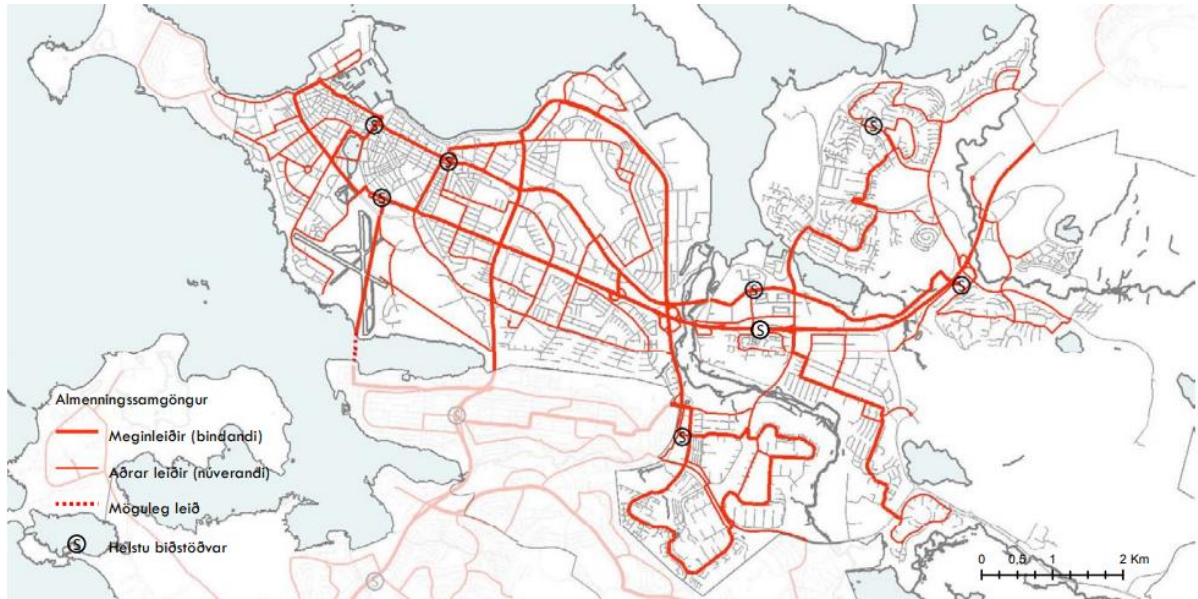 Almenningssamgöngur
Meginleiðir (bindandi)
Aðrar leiðir (núverandi)
Möguleg leið
Helstu biðstöðvar
0 0,5 1 2 Km
S
S
S
S
S
S
S
S
S
S
S